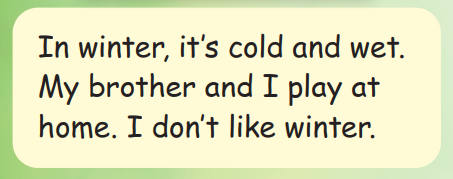 In winter, it's cold and wet.
My brother and I play at
home. I don't like winter.